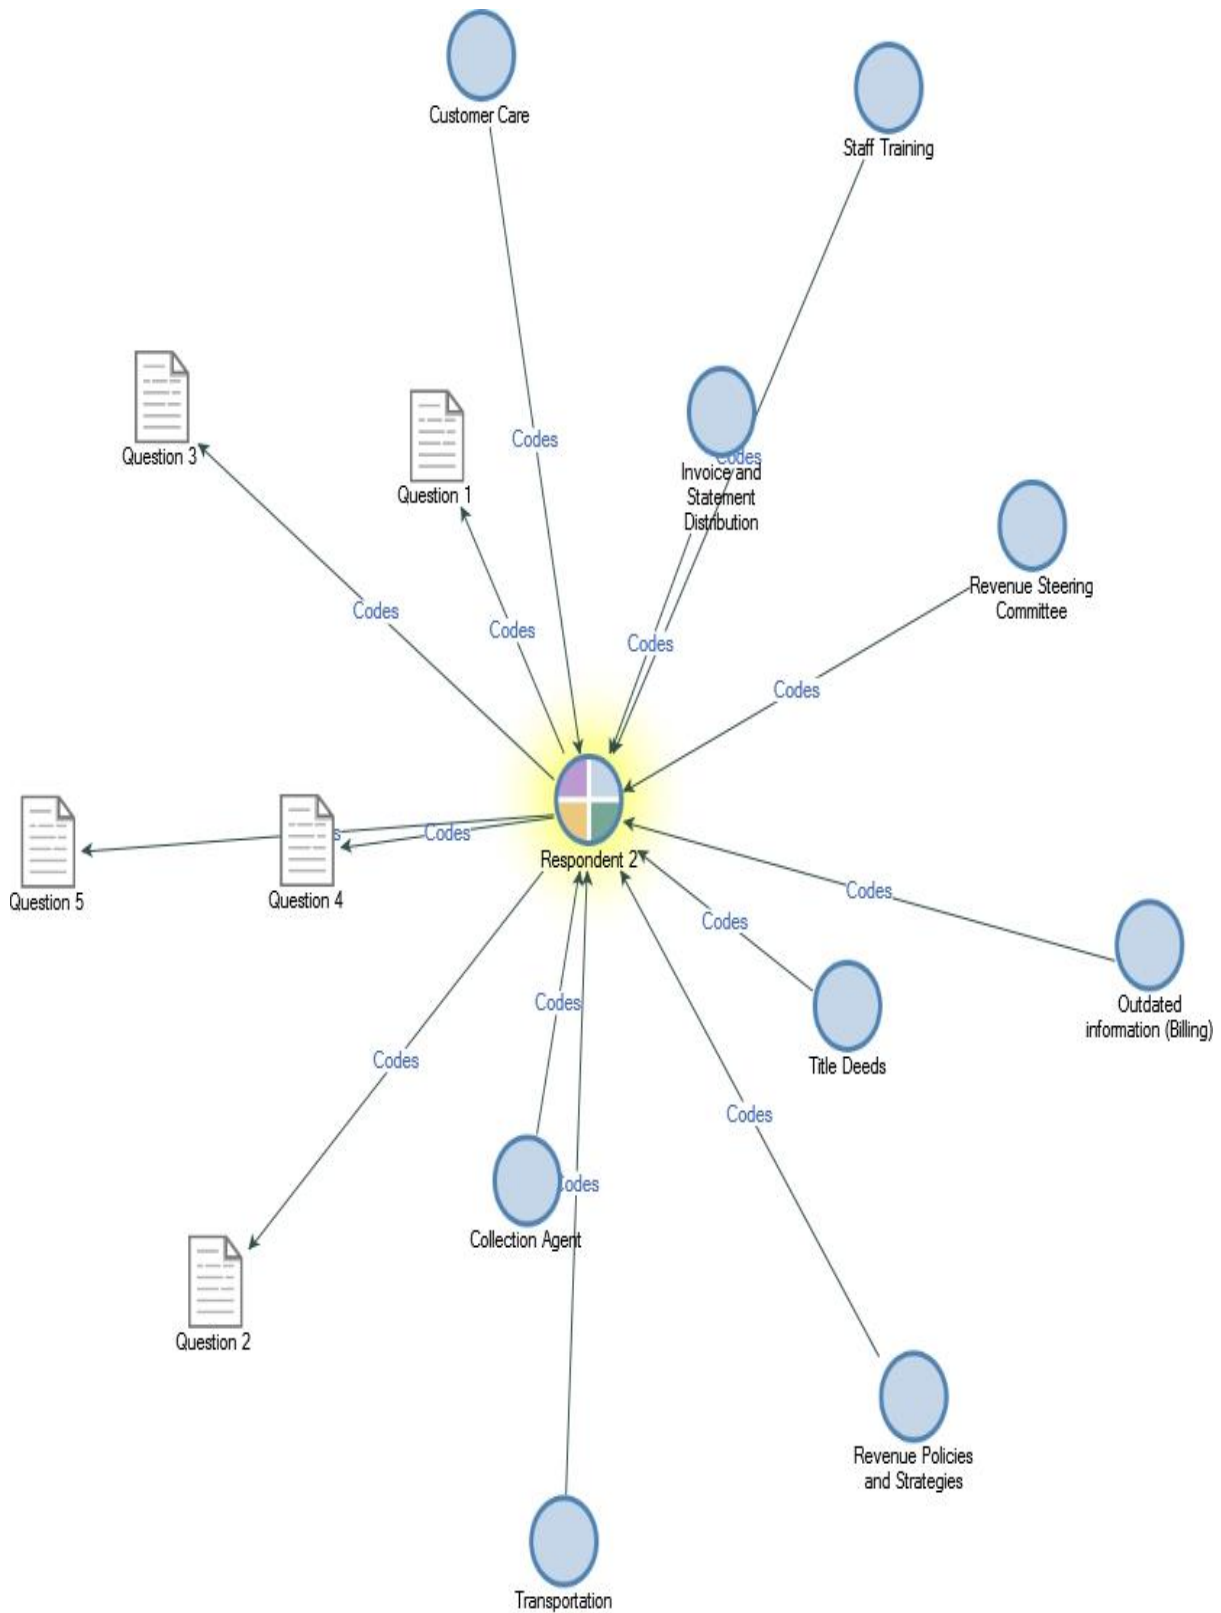 Customer Care
Staff Training
Question 3
Question 1
Codes
Codes
Invoice and
Statement
Distribution
Revenue Steering
Committee
Codes
Codes
Codes
Codes
Respondent 2
Question 5
Question 4
Codes
Codes
Codes
Outdated
information (Billing)
Title Deeds
Codes
Codes
Codes
Collection Agent
Codes
Question 2
Revenue Policies
and Strategies
Transportation